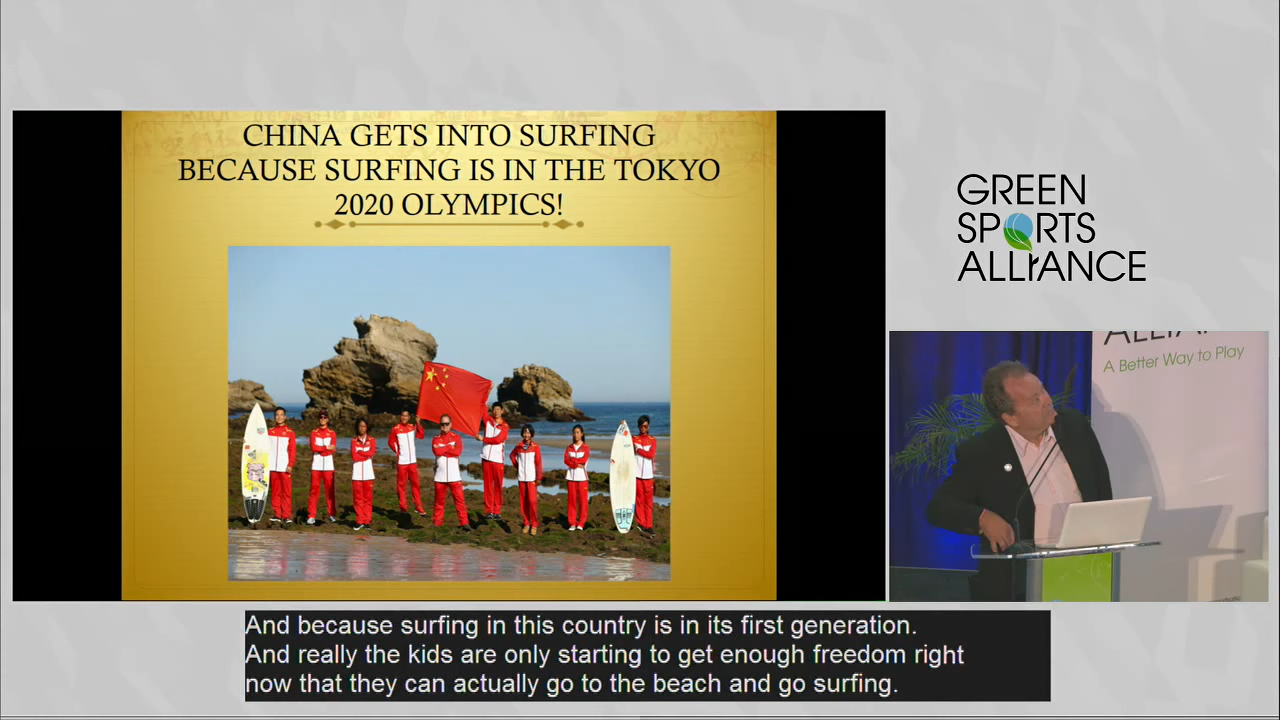 CHINA GETS INTO SURFING
BECAUSE SURFING IS IN THE TOKYO
2020 OLYMPICS!
GREEN
SPORTS
ALLIANCE
A Better Way to Play
And because surfing in this country is in its first generation.
And really the kids are only starting to get enough freedom right
now that they can actually go to the beach and go surfing.